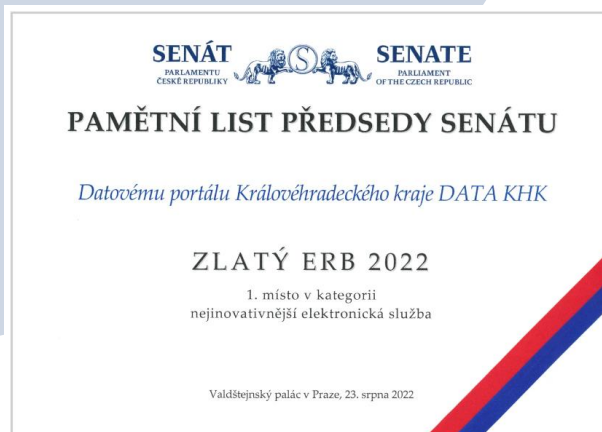 SENÁT
PARLAMENTU
ČESKÉ REPUBLIKY
S
SENATE
PARLIAMENT
OF THE CZECH REPUBLIC
PAMĚTNÍ LIST PŘEDSEDY SENÁTU
Datovému portálu Královéhradeckého kraje DATA KHK
ZLATÝ ERB 2022
1. místo v kategorii
nejinovativnější elektronická služba
Valdštejnský palác v Praze, 23. srpna 2022